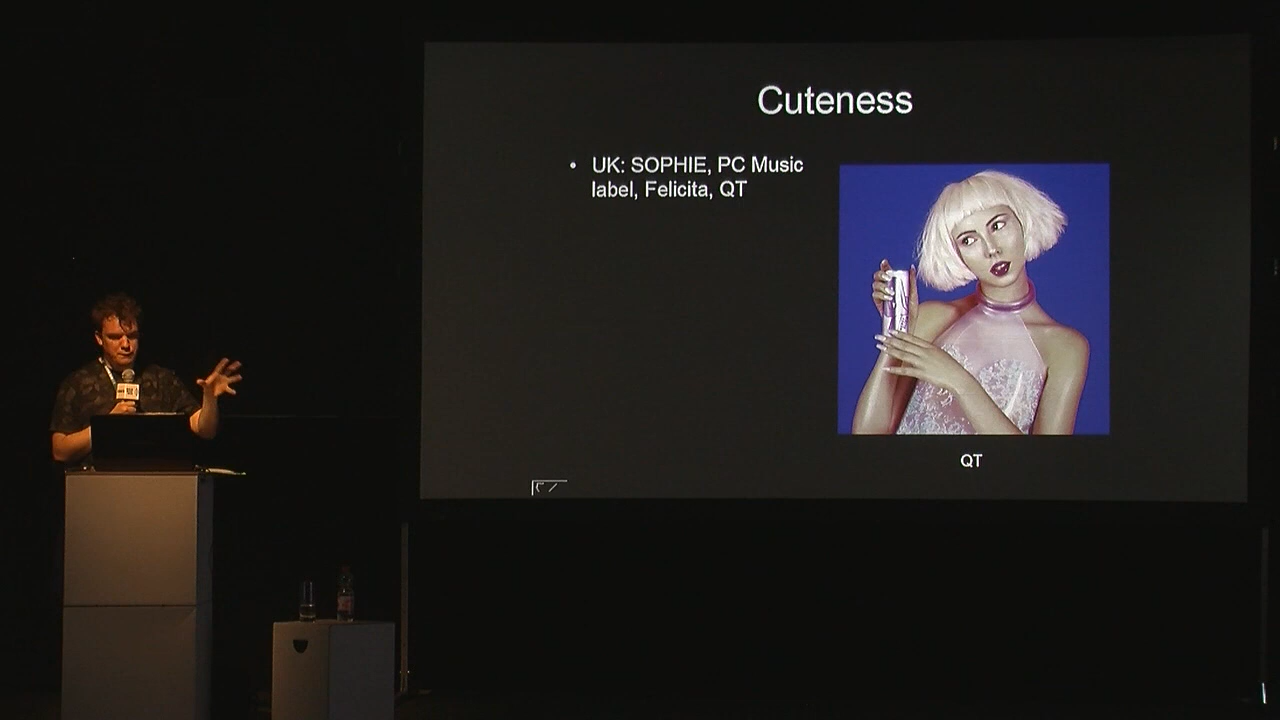 Cuteness
• UK: SOPHIE, PC Music
label, Felicita, QT
QT